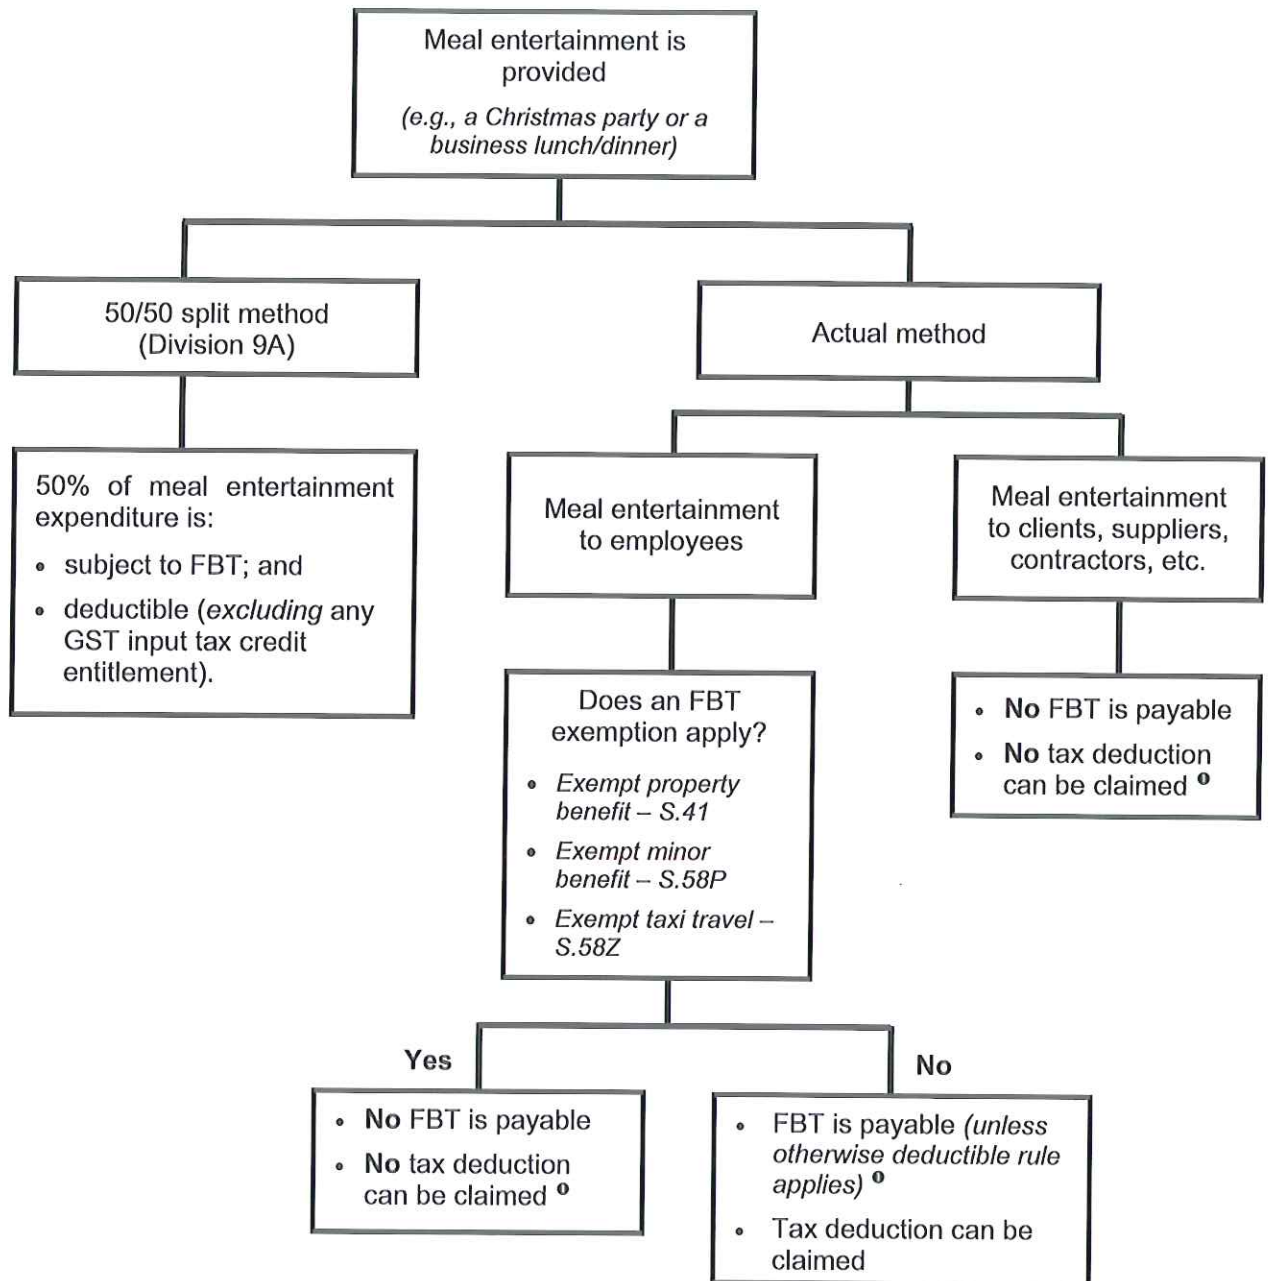 Meal entertainment is
provided
(e.g., a Christmas party or a
business lunch/dinner)
50/50 split method
(Division 9A)
Actual method
50% of meal entertainment
expenditure is:
• subject to FBT; and
• deductible (excluding any
GST input tax credit
entitlement).
Meal entertainment
to employees
Meal entertainment
to clients, suppliers,
contractors, etc.
Does an FBT
exemption apply?
• Exempt property
benefit – S.41
• Exempt minor
benefit – S.58P
• Exempt taxi travel –
S.58Z
• No FBT is payable
• No tax deduction
can be claimed ❶
Yes
No
• No FBT is payable
• No tax deduction
can be claimed ❶
• FBT is payable (unless
otherwise deductible rule
applies) ❶
• Tax deduction can be
claimed